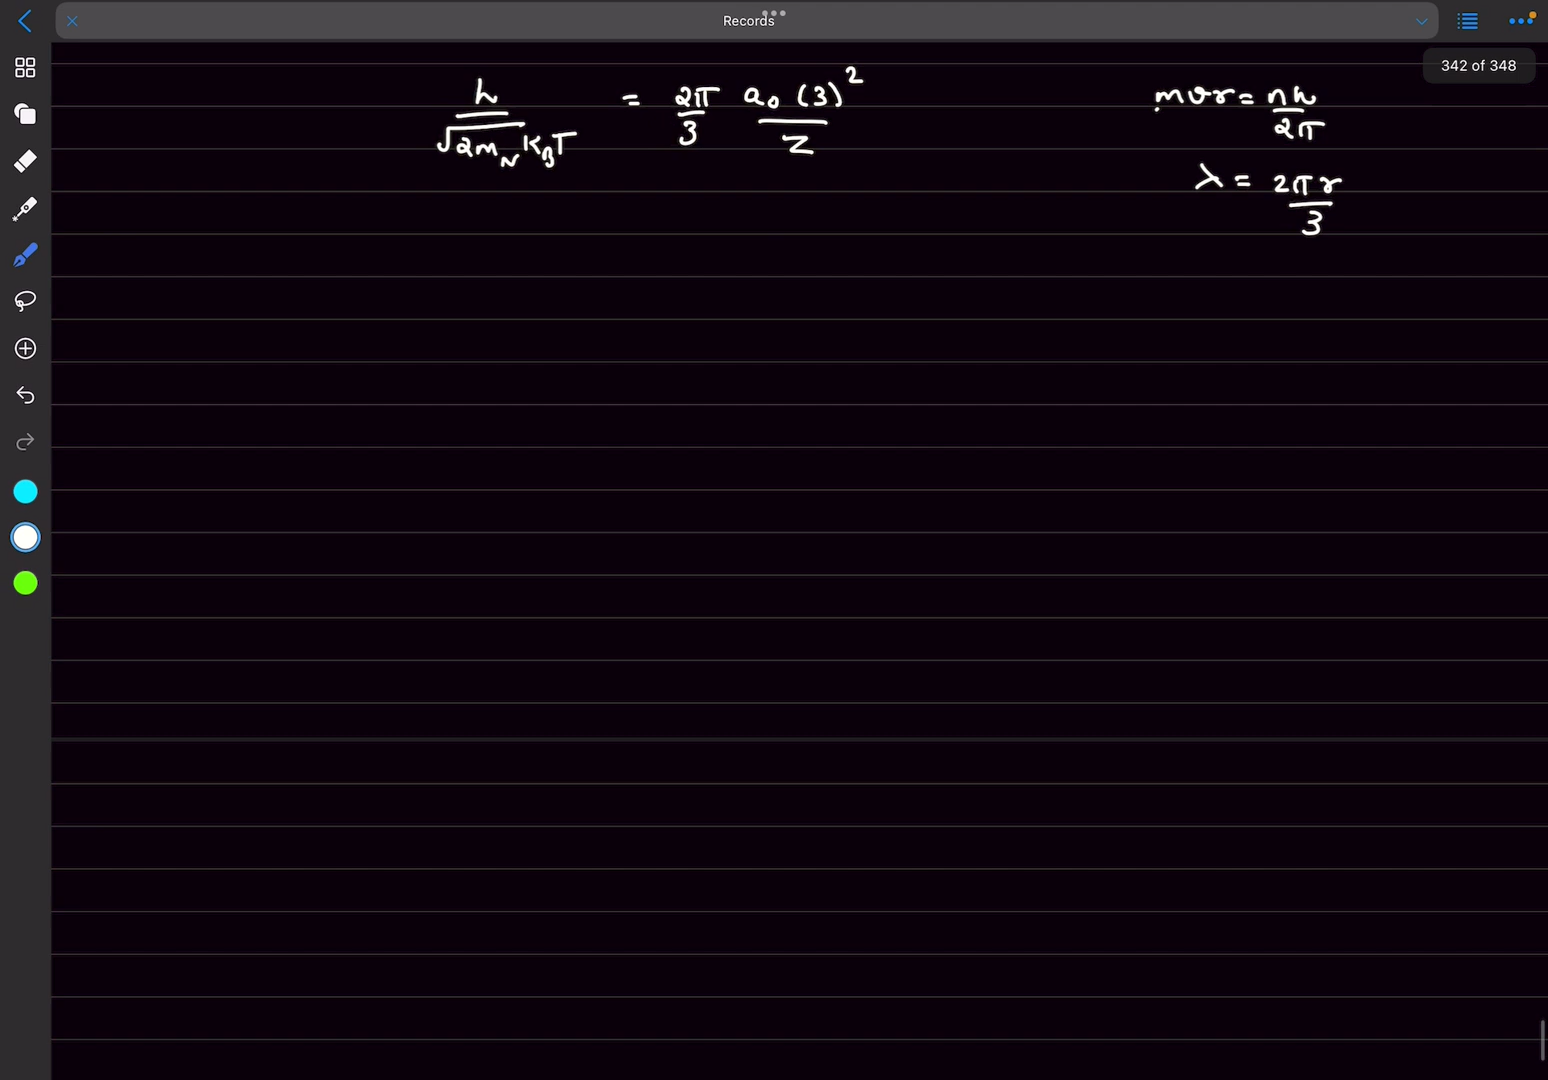 Records
342 of 348
h / √2m_N K_B T = 2π/3 a₀ (3)² / Z
mvr = nh / 2π
λ = 2πr / 3